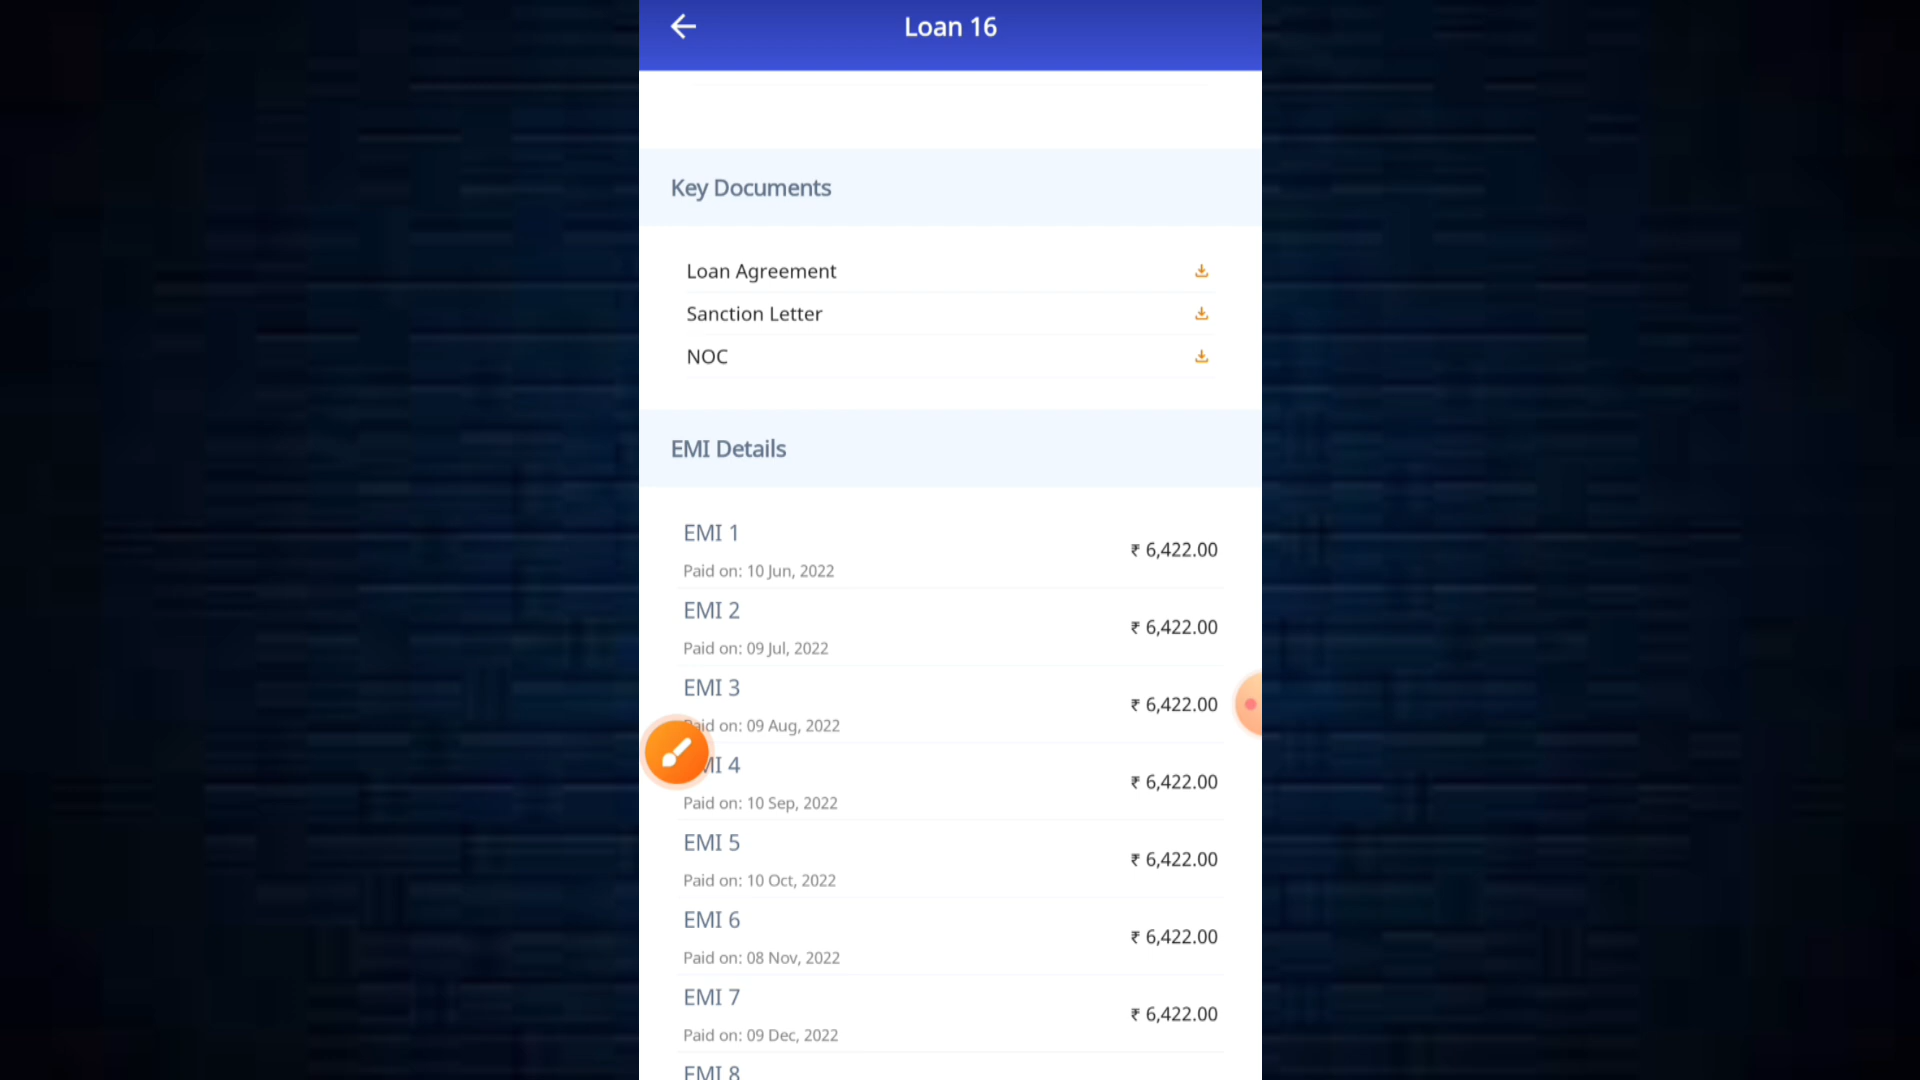 Loan 16
Key Documents
Loan Agreement
Sanction Letter
NOC
EMI Details
EMI 1
₹ 6,422.00
Paid on: 10 Jun, 2022
EMI 2
₹ 6,422.00
Paid on: 09 Jul, 2022
EMI 3
₹ 6,422.00
Paid on: 09 Aug, 2022
EMI 4
₹ 6,422.00
Paid on: 10 Sep, 2022
EMI 5
₹ 6,422.00
Paid on: 10 Oct, 2022
EMI 6
₹ 6,422.00
Paid on: 08 Nov, 2022
EMI 7
₹ 6,422.00
Paid on: 09 Dec, 2022
EMI 8